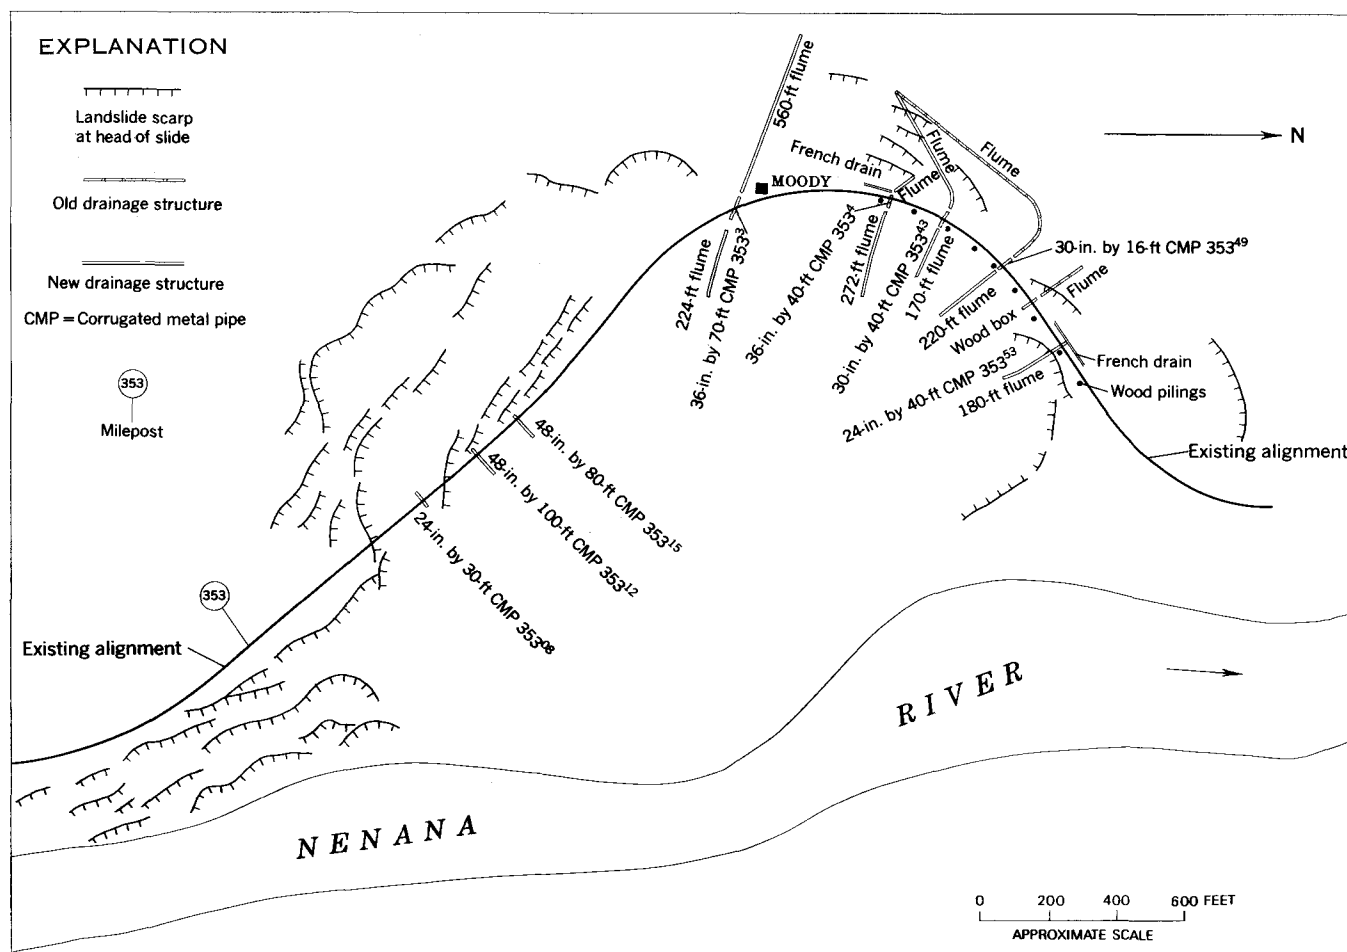 EXPLANATION
Landslide scarp
at head of slide
Old drainage structure
New drainage structure
CMP = Corrugated metal pipe
353
Milepost
560-ft flume
French drain
MOODY
Flume
Flume
Flume
N
224-ft flume
36-in. by 70-ft CMP 353³
36-in. by 40-ft CMP 353⁴
272-ft flume
30-in. by 40-ft CMP 353⁴³
170-ft flume
30-in. by 16-ft CMP 353⁴⁹
220-ft flume
Wood box
Flume
24-in. by 40-ft CMP 353⁵³
180-ft flume
French drain
Wood pilings
Existing alignment
48-in. by 80-ft CMP 353¹⁵
48-in. by 100-ft CMP 353¹²
24-in. by 30-ft CMP 353⁰⁸
353
Existing alignment
NENANA
RIVER
0 200 400 600 FEET
APPROXIMATE SCALE